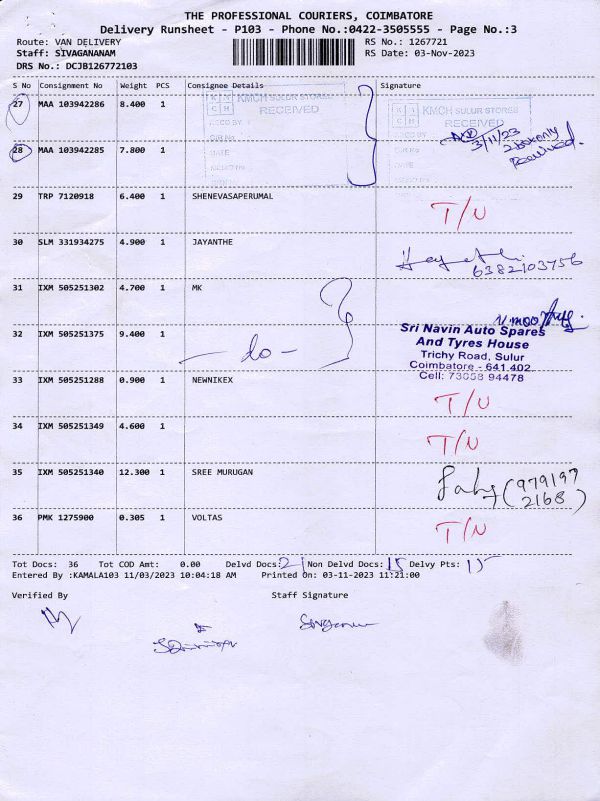 THE PROFESSIONAL COURIERS, COIMBATORE
Delivery Runsheet - P103 - Phone No.:0422-3505555 - Page No.:3
Route: VAN DELIVERY RS No.: 1267721
Staff: SIVAGANANAM RS Date: 03-Nov-2023
DRS No.: DCJB126772103
S No Consignment No Weight PCS Consignee Details Signature
27 MAA 103942286 8.400 1
KMCH SULUR STORES
RECEIVED
KMCH SULUR STORES
RECEIVED
3/11/23
28 MAA 103942285 7.800 1
2 box only
Received
29 TRP 7120918 6.400 1 SHENEVASAPERUMAL T/U
30 SLM 331934275 4.900 1 JAYANTHE
6382103756
31 IXM 505251302 4.700 1 MK
32 IXM 505251375 9.400 1 - do -
Sri Navin Auto Spares
And Tyres House
Trichy Road, Sulur
Coimbatore - 641 402
Cell: 73058 94478
33 IXM 505251288 0.900 1 NEWNIKEX T/U
34 IXM 505251349 4.600 1 T/U
35 IXM 505251340 12.300 1 SREE MURUGAN (979197
2168)
36 PMK 1275900 0.305 1 VOLTAS T/U
Tot Docs: 36 Tot COD Amt: 0.00 Delvd Docs: 21 Non Delvd Docs: 15 Delvy Pts: 15
Entered By :KAMALA103 11/03/2023 10:04:18 AM Printed On: 03-11-2023 11:21:00
Verified By Staff Signature